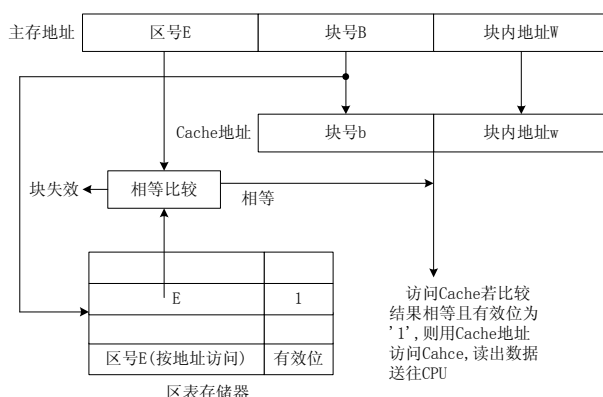 主存地址 区号E 块号B 块内地址W
Cache地址 块号b 块内地址w
块失效 相等比较 相等
E 1
区号E(按地址访问) 有效位
区表存储器
访问Cache若比较
结果相等且有效位为
'1',则用Cache地址
访问Cahce,读出数据
送往CPU